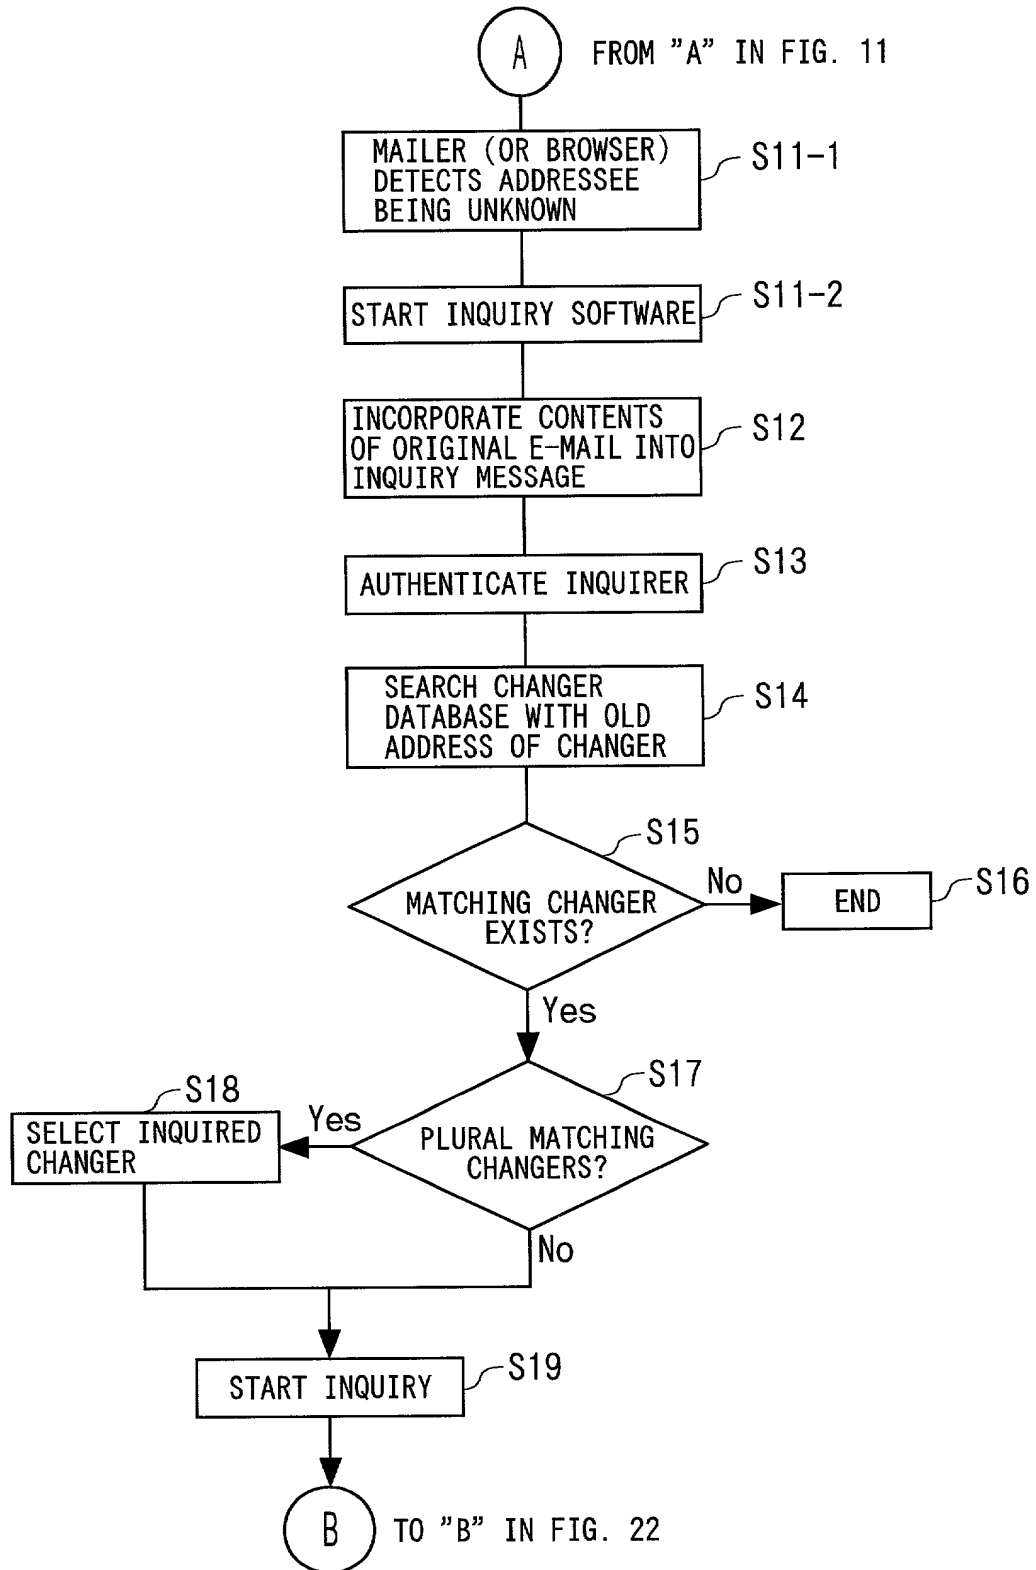 A
FROM "A" IN FIG. 11
MAILER (OR BROWSER)
DETECTS ADDRESSEE
BEING UNKNOWN
S11-1
START INQUIRY SOFTWARE
S11-2
INCORPORATE CONTENTS
OF ORIGINAL E-MAIL INTO
INQUIRY MESSAGE
S12
AUTHENTICATE INQUIRER
S13
SEARCH CHANGER
DATABASE WITH OLD
ADDRESS OF CHANGER
S14
S15
MATCHING CHANGER
EXISTS?
No
END
S16
Yes
S17
PLURAL MATCHING
CHANGERS?
Yes
S18
SELECT INQUIRED
CHANGER
No
START INQUIRY
S19
B
TO "B" IN FIG. 22